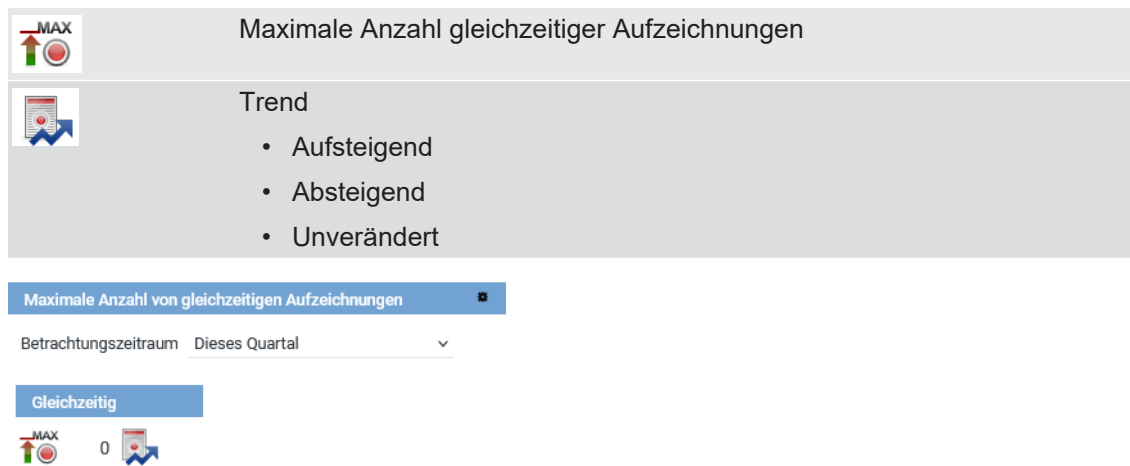 MAX
Maximale Anzahl gleichzeitiger Aufzeichnungen
Trend
• Aufsteigend
• Absteigend
• Unverändert
Maximale Anzahl von gleichzeitigen Aufzeichnungen
Betrachtungszeitraum Dieses Quartal
Gleichzeitig
MAX
0